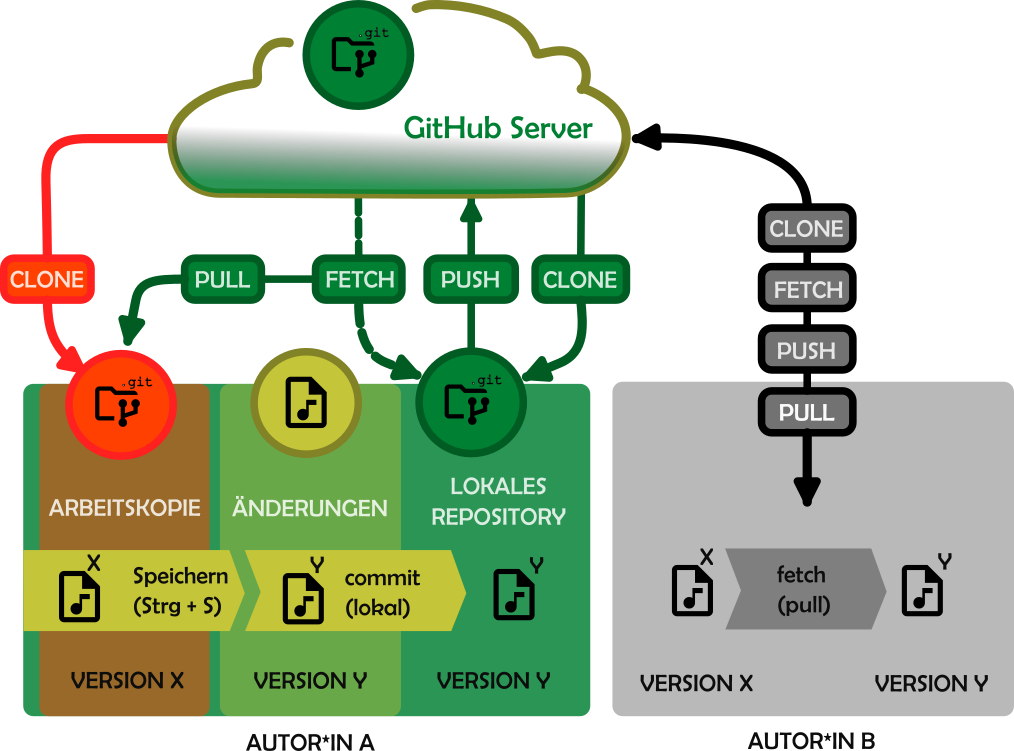 .git
GitHub Server
CLONE
PULL
FETCH
PUSH
CLONE
CLONE
FETCH
PUSH
PULL
.git
.git
ARBEITSKOPIE
ÄNDERUNGEN
LOKALES
REPOSITORY
X
Speichern
(Strg + S)
Y
commit
(lokal)
Y
X
fetch
(pull)
Y
VERSION X
VERSION Y
VERSION Y
VERSION X
VERSION Y
AUTOR*IN A
AUTOR*IN B